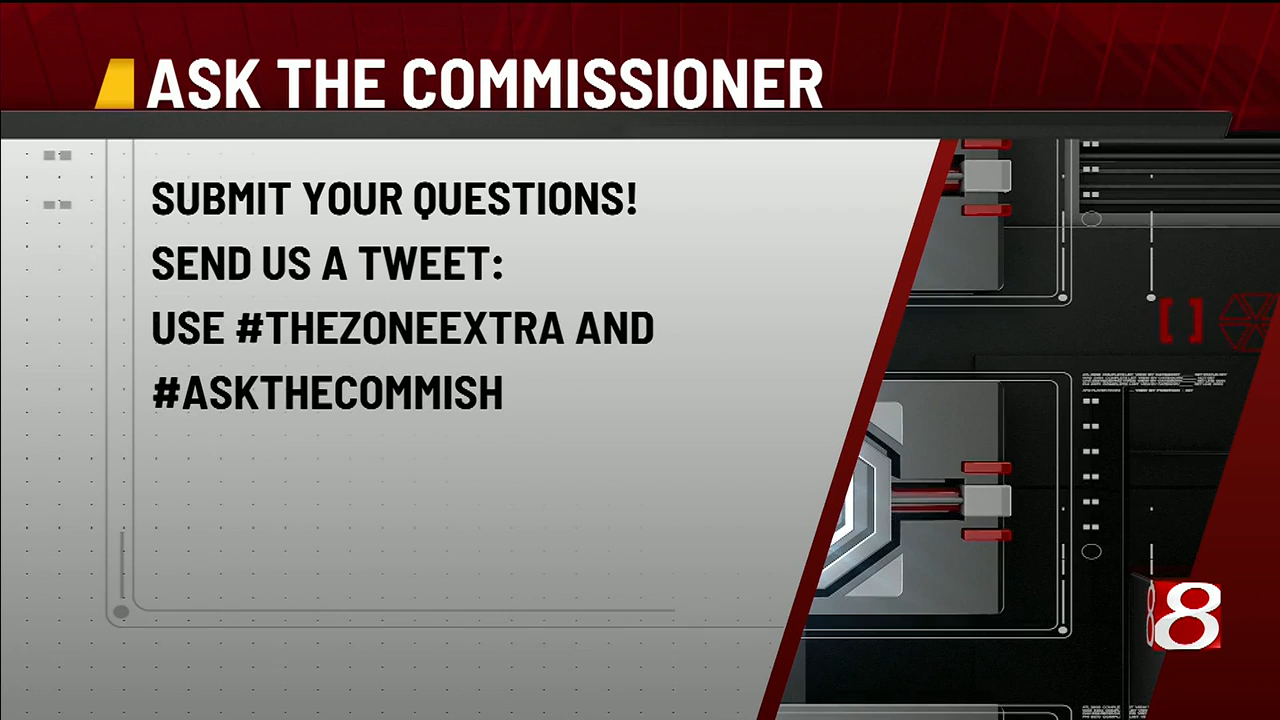 ASK THE COMMISSIONER
SUBMIT YOUR QUESTIONS!
SEND US A TWEET:
USE #THEZONEEXTRA AND
#ASKTHECOMMISH
8